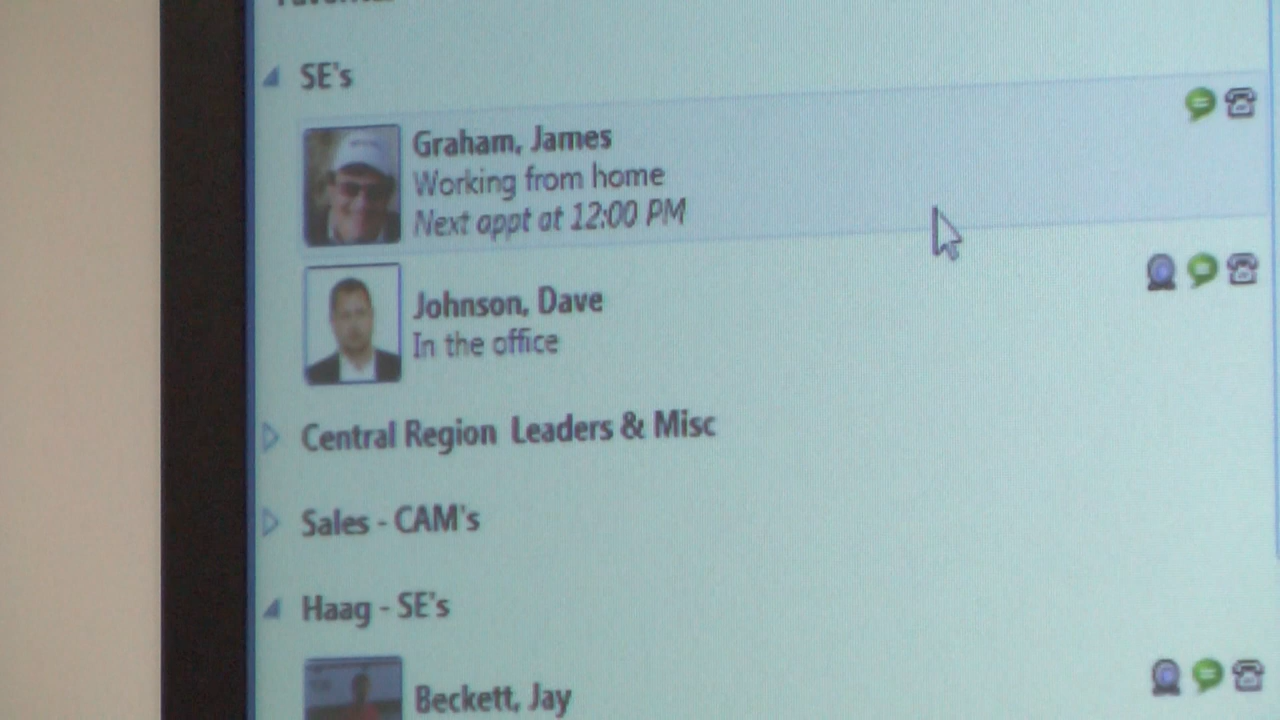 SE's
Graham, James
Working from home
Next appt at 12:00 PM
Johnson, Dave
In the office
Central Region Leaders & Misc
Sales - CAM's
Haag - SE's
Beckett, Jay